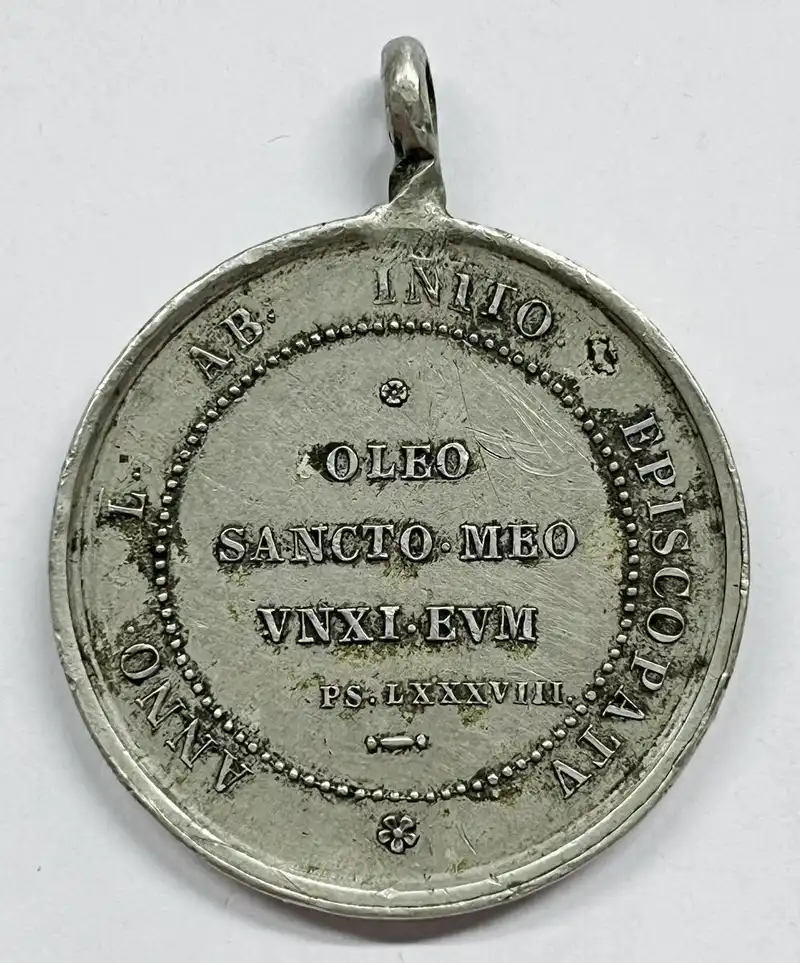 ANNO. L. AB. INITO. EPISCOPATV
OLEO
SANCTO·MEO
VNXI·EVM
PS. LXXXVIII.